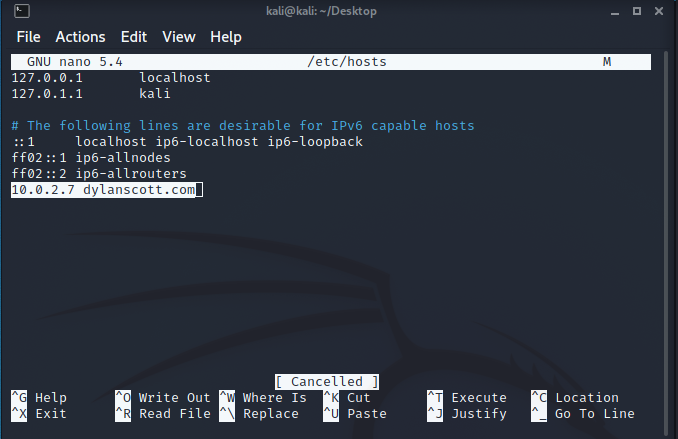 kali@kali: ~/Desktop
File Actions Edit View Help
GNU nano 5.4 /etc/hosts M
127.0.0.1 localhost
127.0.1.1 kali
# The following lines are desirable for IPv6 capable hosts
::1 localhost ip6-localhost ip6-loopback
ff02::1 ip6-allnodes
ff02::2 ip6-allrouters
10.0.2.7 dylanscott.com
[ Cancelled ]
^G Help ^O Write Out ^W Where Is ^K Cut ^T Execute ^C Location
^X Exit ^R Read File ^\ Replace ^U Paste ^J Justify ^_ Go To Line